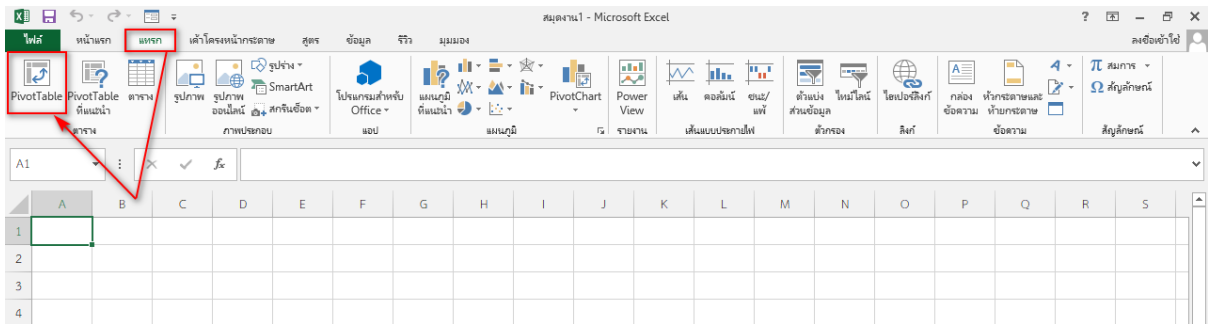 สมุดงาน1 - Microsoft Excel
ไฟล์ หน้าแรก แทรก เค้าโครงหน้ากระดาษ สูตร ข้อมูล รีวิว มุมมอง ลงชื่อเข้าใช้
PivotTable PivotTable ที่แนะนำ ตาราง
ตาราง
รูปภาพ รูปภาพ ออนไลน์ รูปร่าง SmartArt สกรีนช็อต
ภาพประกอบ
โปรแกรมสำหรับ Office
แอป
แผนภูมิ ที่แนะนำ PivotChart
แผนภูมิ
Power View
รายงาน
เส้น คอลัมน์ ชนะ/ แพ้
เส้นแบบประกายไฟ
ตัวแบ่ง ส่วนข้อมูล ไทม์ไลน์
ตัวกรอง
ไฮเปอร์ลิงก์
ลิงก์
กล่อง ข้อความ หัวกระดาษและ ท้ายกระดาษ
ข้อความ
สมการ
สัญลักษณ์
สัญลักษณ์
A1 fx
A B C D E F G H I J K L M N O P Q R S
1
2
3
4